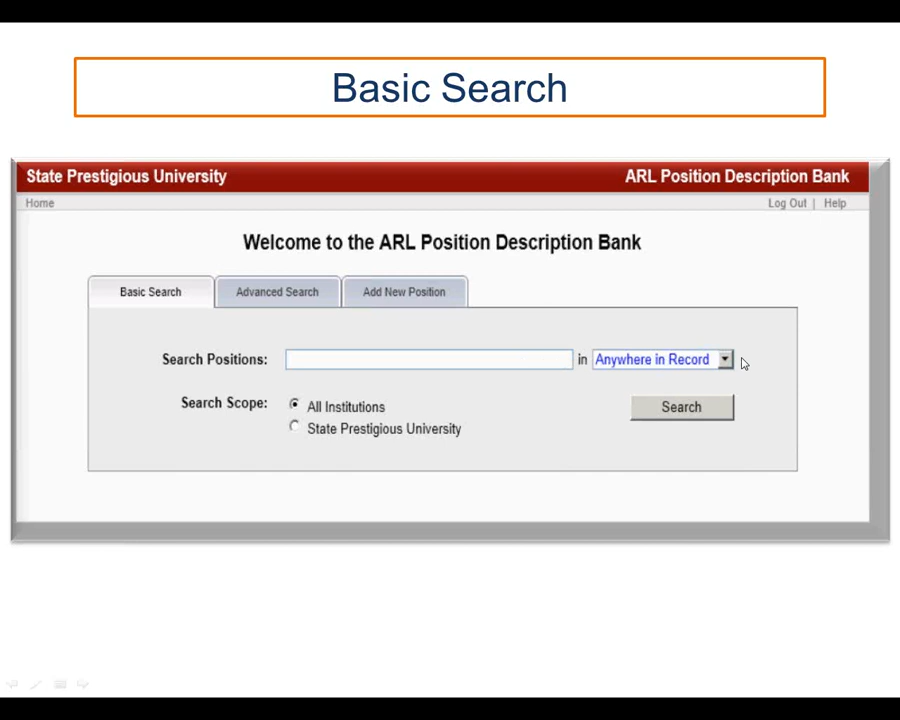 Basic Search
State Prestigious University ARL Position Description Bank
Home Log Out | Help
Welcome to the ARL Position Description Bank
Basic Search Advanced Search Add New Position
Search Positions: in Anywhere in Record
Search Scope: All Institutions Search
State Prestigious University